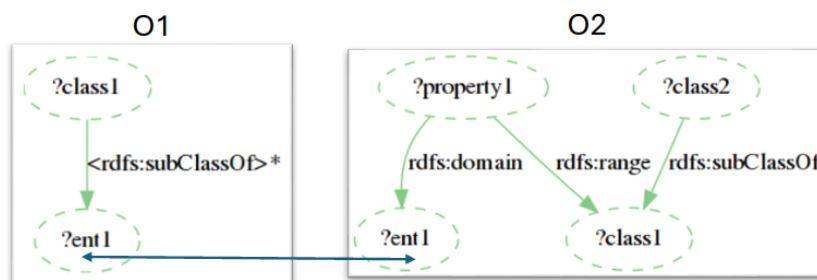 O1
O2
?class1
?property1
?class2
<rdfs:subClassOf>*
rdfs:domain
rdfs:range
rdfs:subClassOf
?ent1
?ent1
?class1